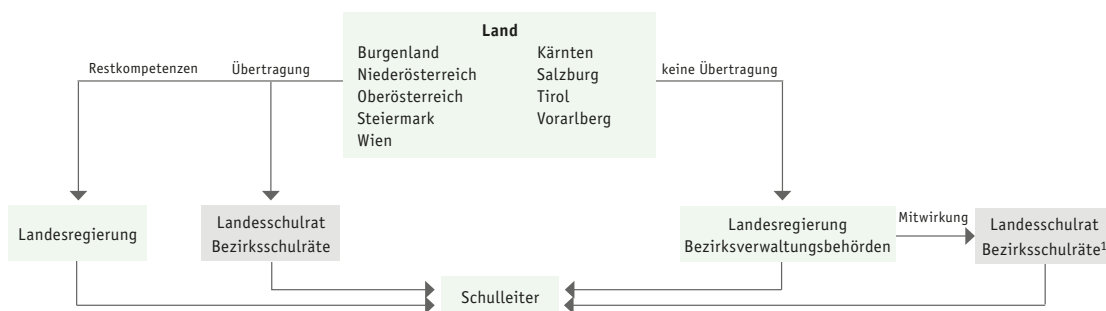 Land
Burgenland
Niederösterreich
Oberösterreich
Steiermark
Wien
Kärnten
Salzburg
Tirol
Vorarlberg
Restkompetenzen
Übertragung
keine Übertragung
Landesregierung
Landesschulrat
Bezirksschulräte
Landesregierung
Bezirksverwaltungsbehörden
Mitwirkung
Landesschulrat
Bezirksschulräte¹
Schulleiter